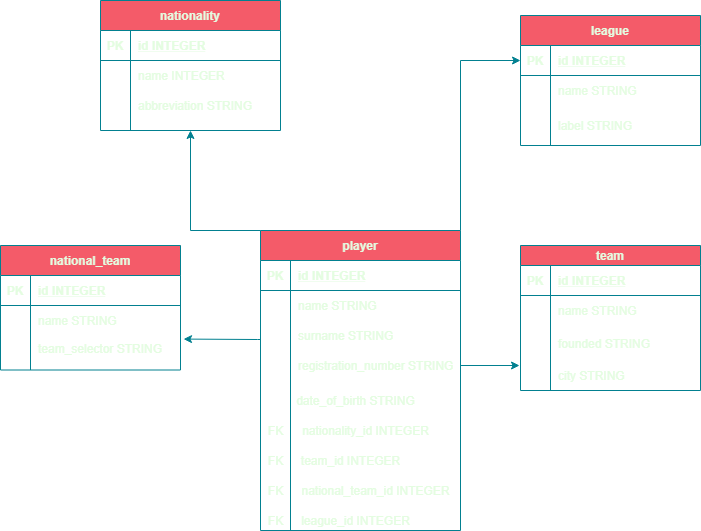 nationality
PK id INTEGER
name INTEGER
abbreviation STRING
league
PK id INTEGER
name STRING
label STRING
player
PK id INTEGER
name STRING
surname STRING
registration_number STRING
date_of_birth STRING
FK nationality_id INTEGER
FK team_id INTEGER
FK national_team_id INTEGER
FK league_id INTEGER
national_team
PK id INTEGER
name STRING
team_selector STRING
team
PK id INTEGER
name STRING
founded STRING
city STRING